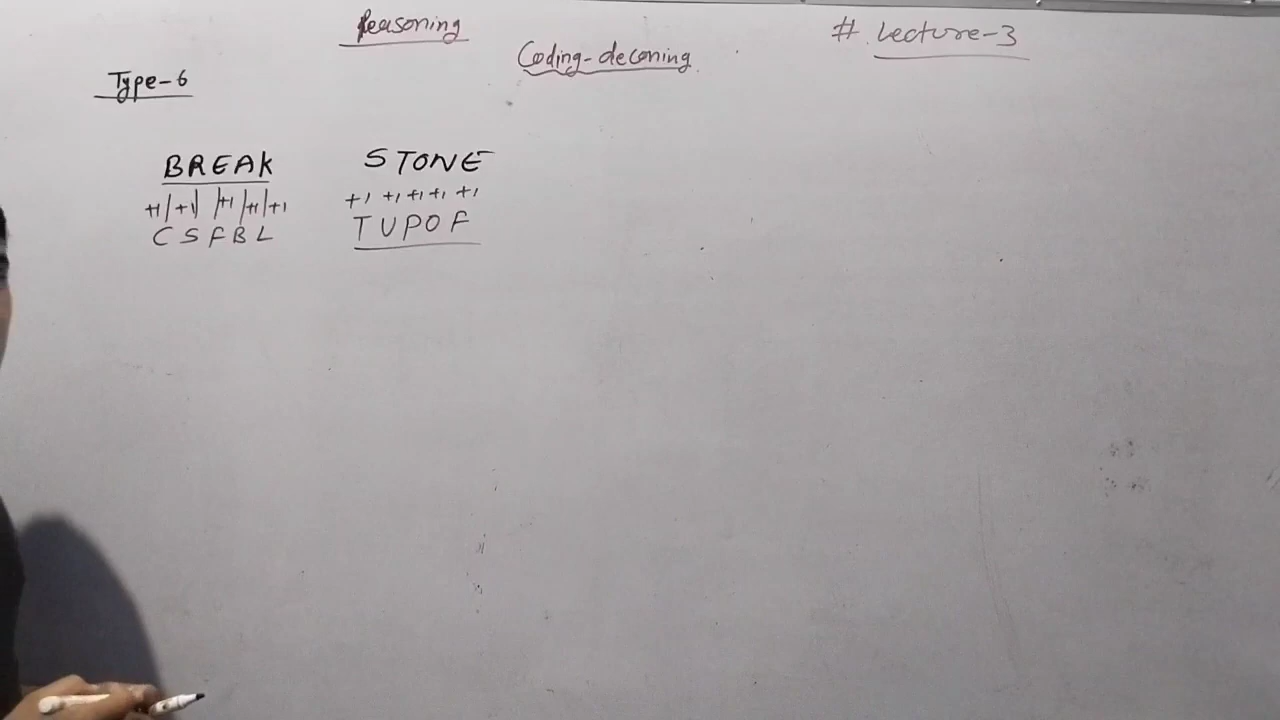 Reasoning
# Lecture-3
Coding-deconing
Type-6
BREAK STONE
+1 +1 +1 +1 +1 +1 +1 +1 +1 +1
C S F B L T U P O F